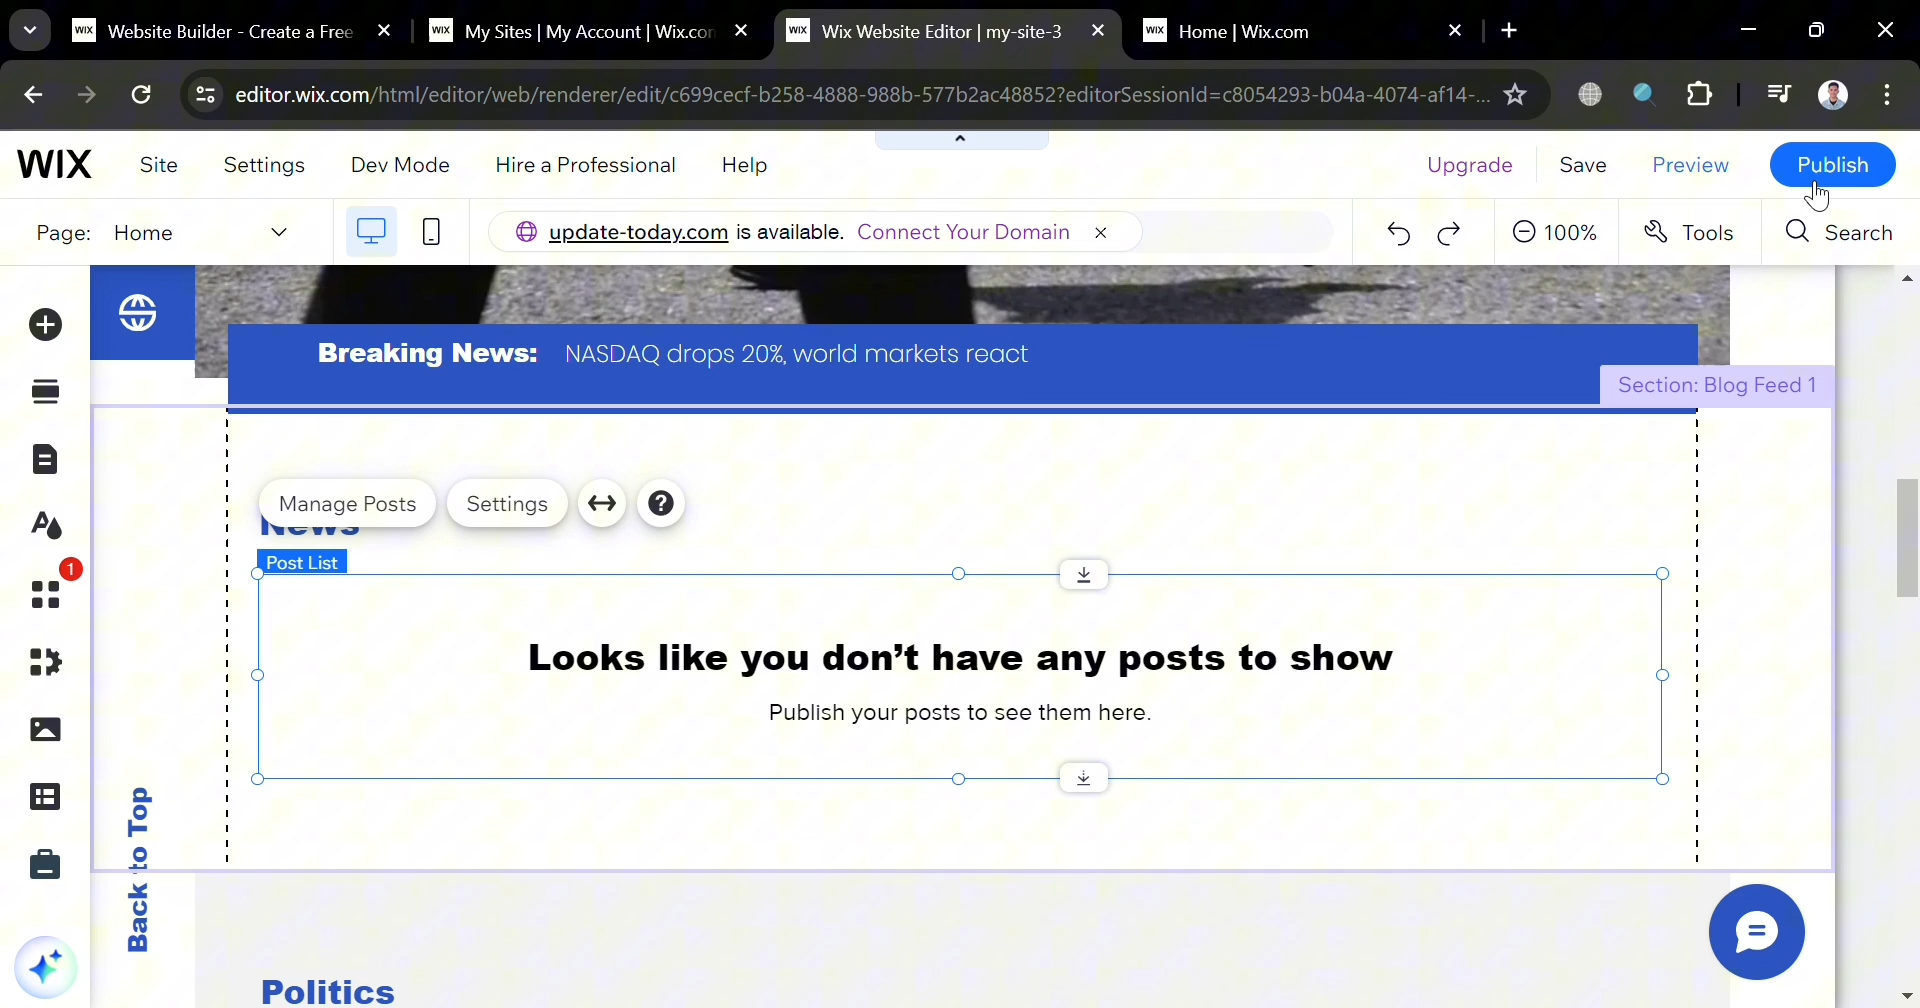 Website Builder - Create a Free
My Sites | My Account | Wix.com
Wix Website Editor | my-site-3
Home | Wix.com
editor.wix.com/html/editor/web/renderer/edit/c699cecf-b258-4888-988b-577b2ac48852?editorSessionId=c8054293-b04a-4074-af14-...
WIX
Site
Settings
Dev Mode
Hire a Professional
Help
Upgrade
Save
Preview
Publish
Page: Home
update-today.com is available. Connect Your Domain
100%
Tools
Search
Breaking News: NASDAQ drops 20%, world markets react
Section: Blog Feed 1
Manage Posts
Settings
?
News
Post List
1
Looks like you don't have any posts to show
Publish your posts to see them here.
Back to Top
Politics